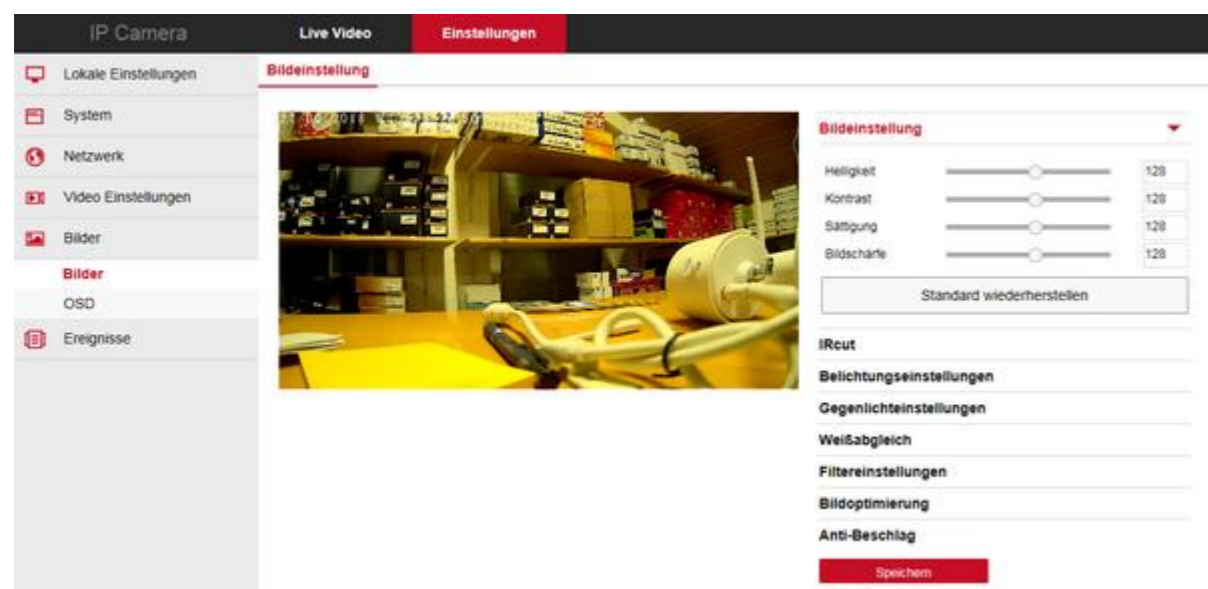 IP Camera
Live Video
Einstellungen
Lokale Einstellungen
System
Netzwerk
Video Einstellungen
Bilder
Bilder
OSD
Ereignisse
Bildeinstellung
Bildeinstellung
Helligkeit 128
Kontrast 128
Sättigung 128
Bildschärfe 128
Standard wiederherstellen
IRcut
Belichtungseinstellungen
Gegenlichteinstellungen
Weißabgleich
Filtereinstellungen
Bildoptimierung
Anti-Beschlag
Speichern